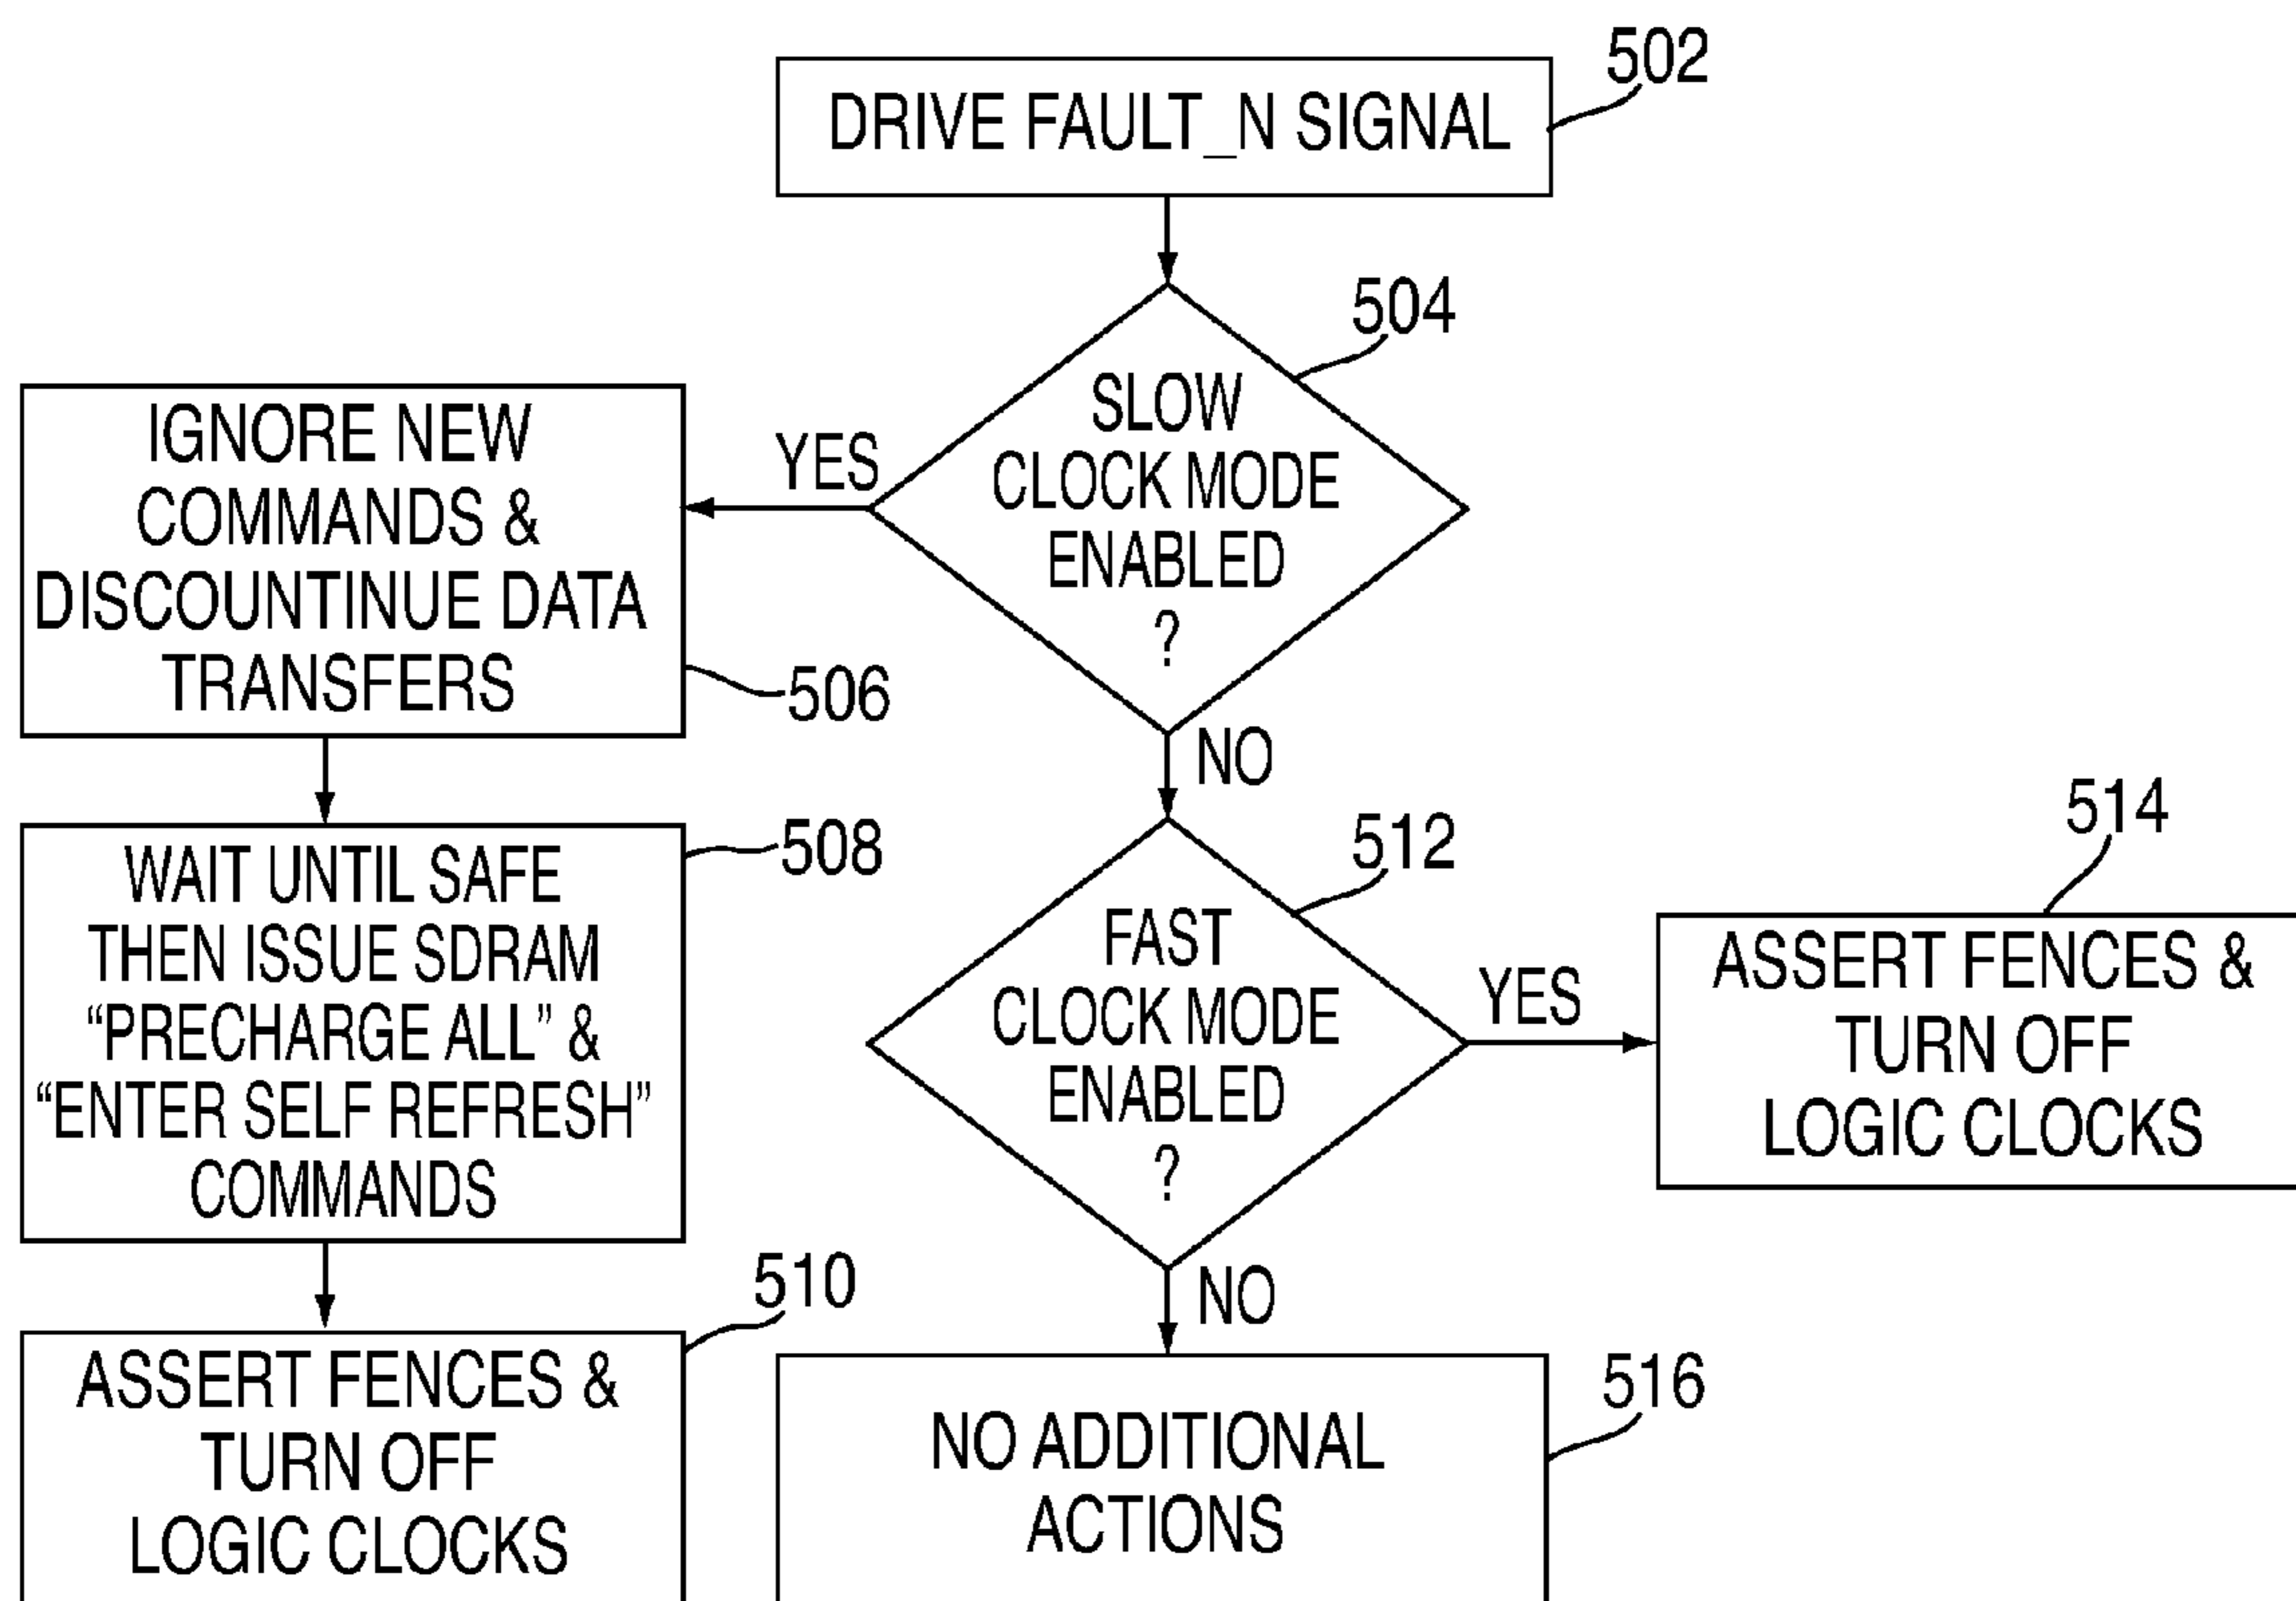 502
DRIVE FAULT_N SIGNAL
504
SLOW
CLOCK MODE
ENABLED
?
YES
IGNORE NEW
COMMANDS &
DISCOUNTINUE DATA
TRANSFERS
506
NO
508
WAIT UNTIL SAFE
THEN ISSUE SDRAM
“PRECHARGE ALL” &
“ENTER SELF REFRESH”
COMMANDS
512
FAST
CLOCK MODE
ENABLED
?
YES
514
ASSERT FENCES &
TURN OFF
LOGIC CLOCKS
510
ASSERT FENCES &
TURN OFF
LOGIC CLOCKS
NO
516
NO ADDITIONAL
ACTIONS